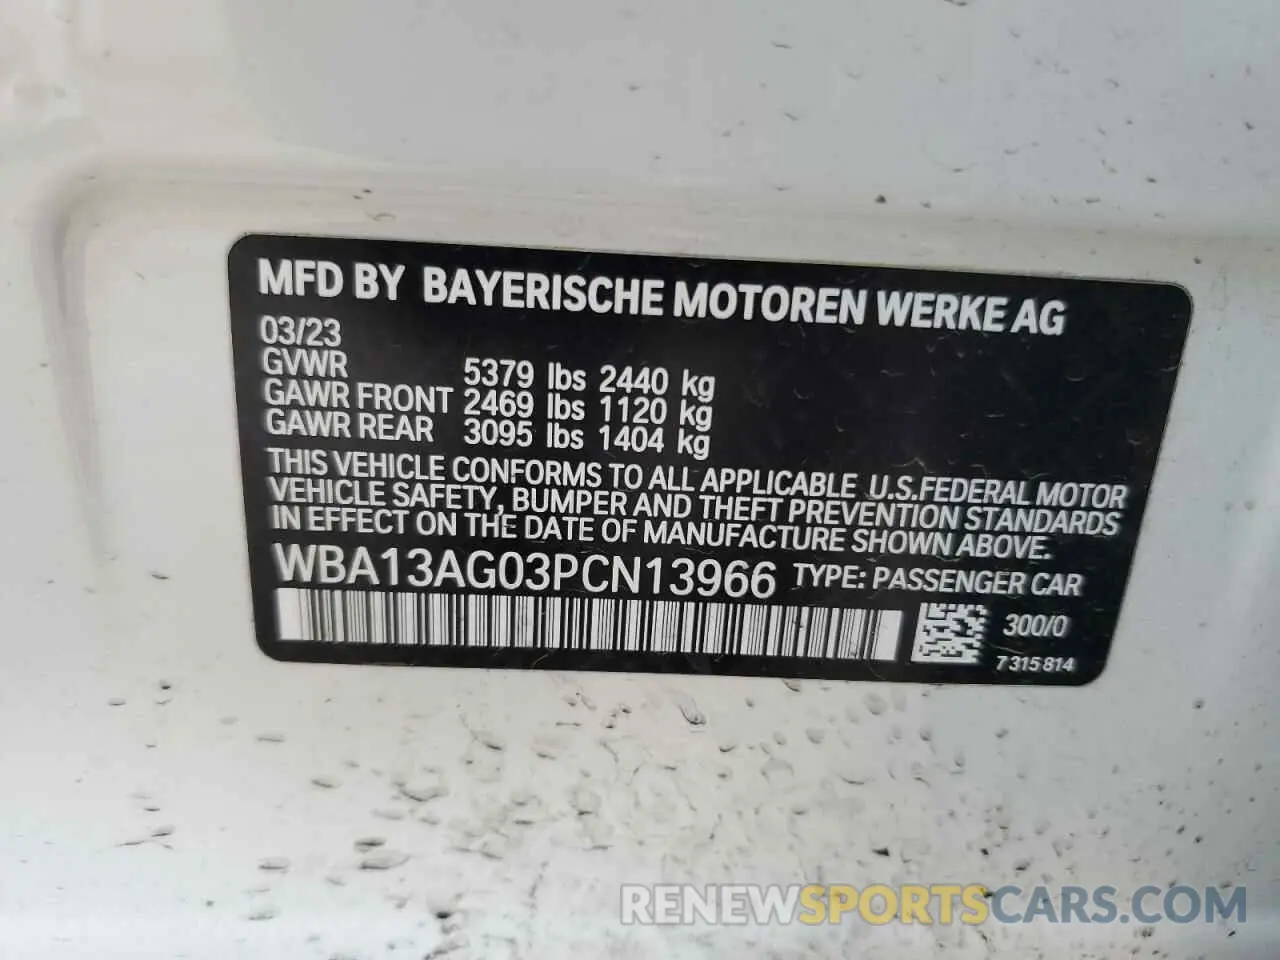 MFD BY BAYERISCHE MOTOREN WERKE AG
03/23
GVWR 5379 lbs 2440 kg
GAWR FRONT 2469 lbs 1120 kg
GAWR REAR 3095 lbs 1404 kg
THIS VEHICLE CONFORMS TO ALL APPLICABLE U.S.FEDERAL MOTOR
VEHICLE SAFETY, BUMPER AND THEFT PREVENTION STANDARDS
IN EFFECT ON THE DATE OF MANUFACTURE SHOWN ABOVE.
WBA13AG03PCN13966 TYPE: PASSENGER CAR
300/0
7315814
RENEWSPORTSCARS.COM